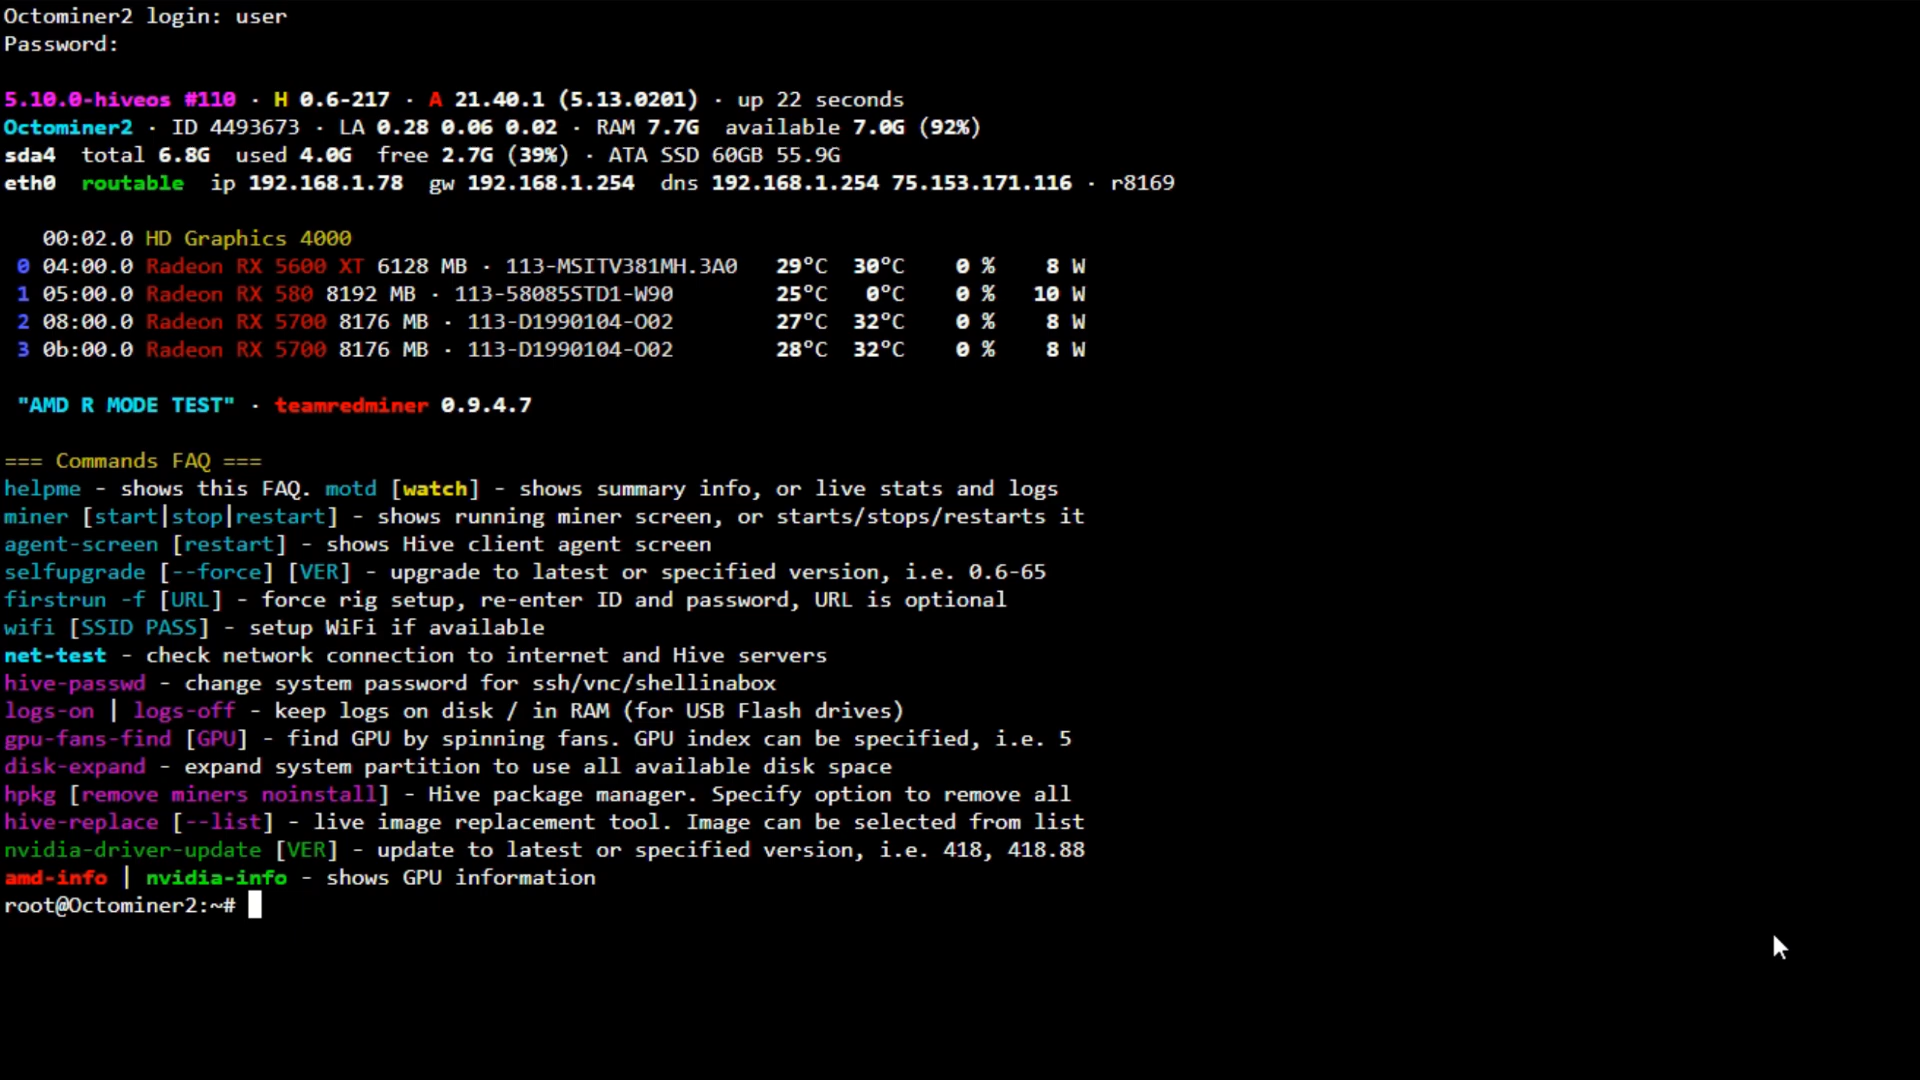 Octominer2 login: user
Password:
5.10.0-hiveos #110 · H 0.6-217 · A 21.40.1 (5.13.0201) · up 22 seconds
Octominer2 · ID 4493673 · LA 0.28 0.06 0.02 · RAM 7.7G available 7.0G (92%)
sda4 total 6.8G used 4.0G free 2.7G (39%) · ATA SSD 60GB 55.9G
eth0 routable ip 192.168.1.78 gw 192.168.1.254 dns 192.168.1.254 75.153.171.116 · r8169
00:02.0 HD Graphics 4000
0 04:00.0 Radeon RX 5600 XT 6128 MB · 113-MSITV381MH.3A0 29°C 30°C 0 % 8 W
1 05:00.0 Radeon RX 580 8192 MB · 113-58085STD1-W90 25°C 0°C 0 % 10 W
2 08:00.0 Radeon RX 5700 8176 MB · 113-D1990104-O02 27°C 32°C 0 % 8 W
3 0b:00.0 Radeon RX 5700 8176 MB · 113-D1990104-O02 28°C 32°C 0 % 8 W
"AMD R MODE TEST" · teamredminer 0.9.4.7
=== Commands FAQ ===
helpme - shows this FAQ. motd [watch] - shows summary info, or live stats and logs
miner [start|stop|restart] - shows running miner screen, or starts/stops/restarts it
agent-screen [restart] - shows Hive client agent screen
selfupgrade [--force] [VER] - upgrade to latest or specified version, i.e. 0.6-65
firstrun -f [URL] - force rig setup, re-enter ID and password, URL is optional
wifi [SSID PASS] - setup WiFi if available
net-test - check network connection to internet and Hive servers
hive-passwd - change system password for ssh/vnc/shellinabox
logs-on | logs-off - keep logs on disk / in RAM (for USB Flash drives)
gpu-fans-find [GPU] - find GPU by spinning fans. GPU index can be specified, i.e. 5
disk-expand - expand system partition to use all available disk space
hpkg [remove miners noinstall] - Hive package manager. Specify option to remove all
hive-replace [--list] - live image replacement tool. Image can be selected from list
nvidia-driver-update [VER] - update to latest or specified version, i.e. 418, 418.88
amd-info | nvidia-info - shows GPU information
root@Octominer2:~#